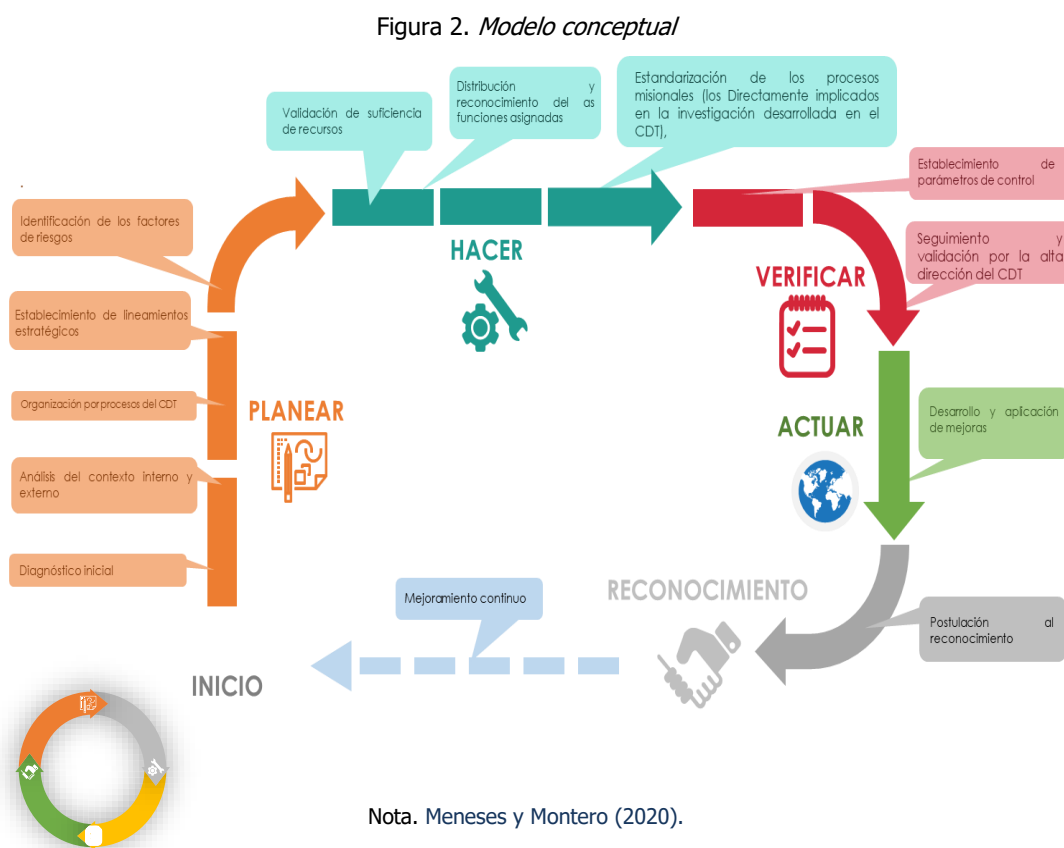 Figura 2. Modelo conceptual
Validación de suficiencia
de recursos
Distribución y
reconocimiento del as
funciones asignadas
Estandarización de los procesos
misionales (los Directamente implicados
en la investigación desarrollada en el
CDT),
Establecimiento de
parámetros de control
Seguimiento y
validación por la alta
dirección del CDT
.
Identificación de los factores
de riesgos
Establecimiento de lineamientos
estratégicos
Organización por procesos del CDT
Análisis del contexto interno y
externo
Diagnóstico inicial
HACER
VERIFICAR
PLANEAR
ACTUAR
Desarrollo y aplicación
de mejoras
RECONOCIMIENTO
Mejoramiento continuo
Postulación al
reconocimiento
INICIO
Nota. Meneses y Montero (2020).